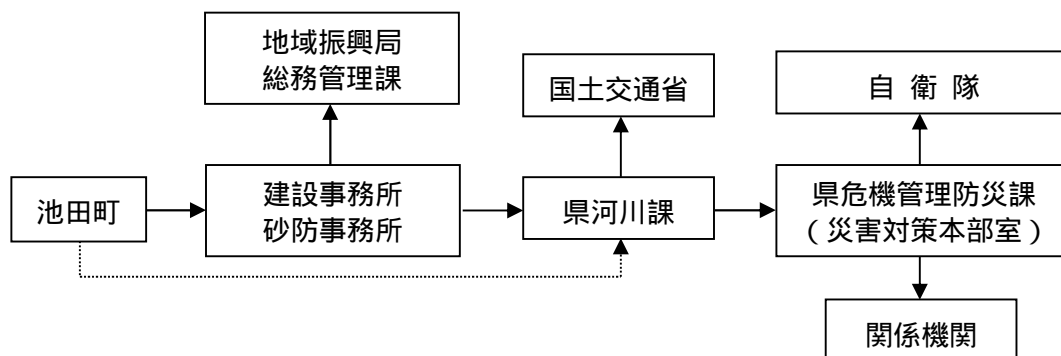 地域振興局
総務管理課
国土交通省
自 衛 隊
池田町
建設事務所
砂防事務所
県河川課
県危機管理防災課
（災害対策本部室）
関係機関